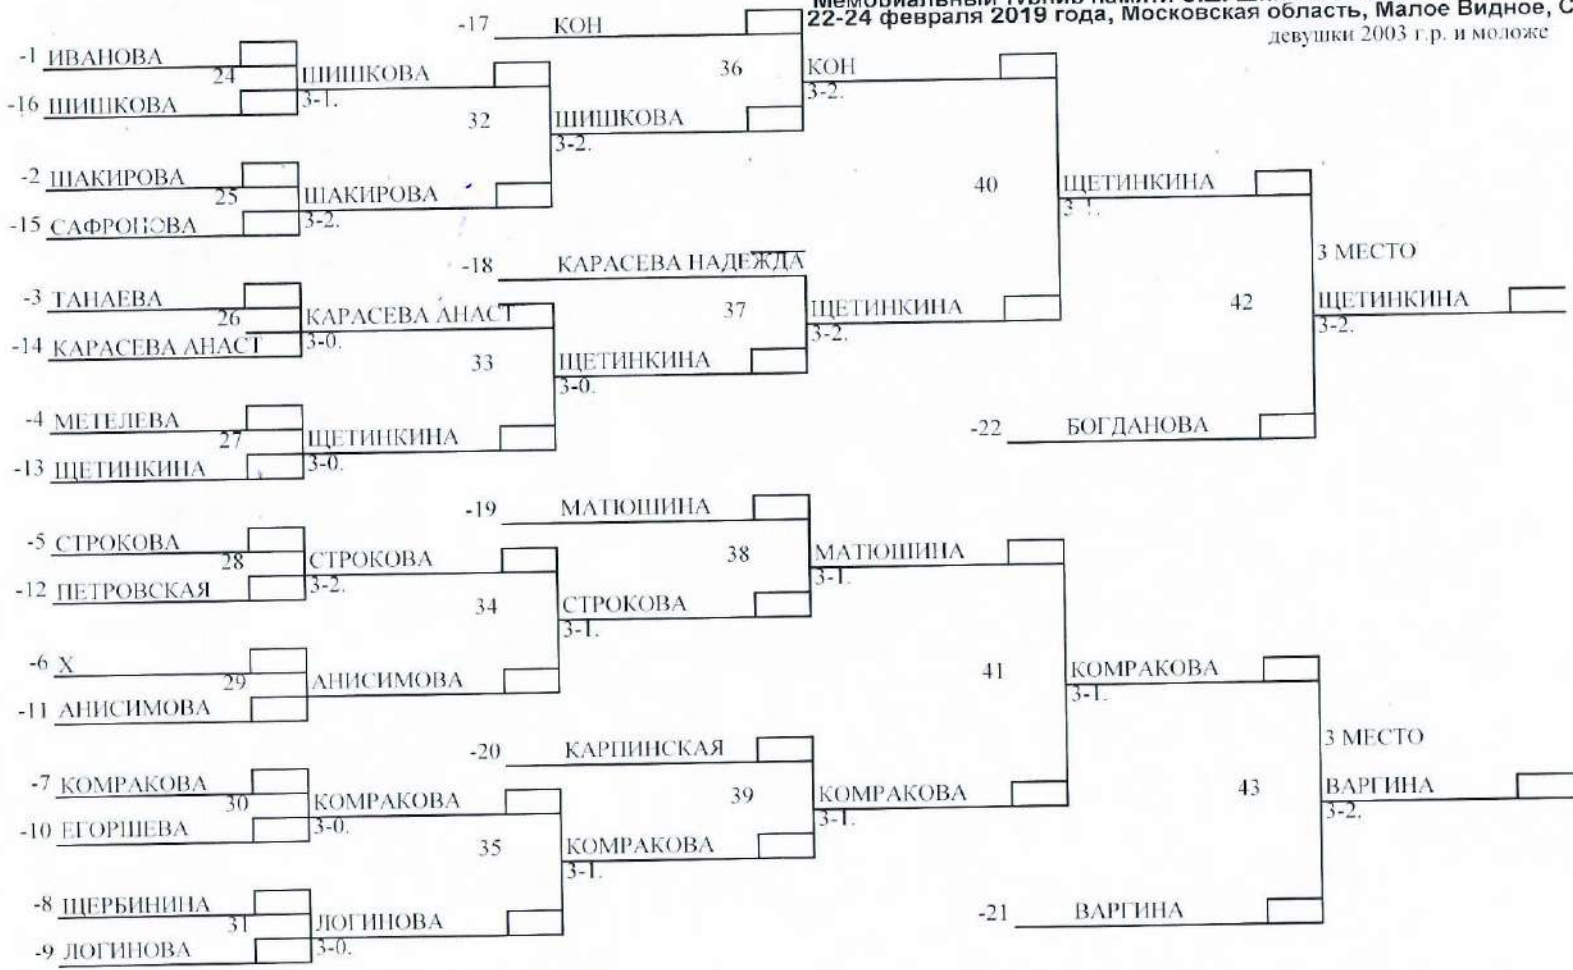 22-24 февраля 2019 года, Московская область, Малое Видное, С
девушки 2003 г.р. и моложе
-17 КОН
-1 ИВАНОВА
24 ШИШКОВА
3-1.
-16 ШИШКОВА
36 КОН
3-2.
32 ШИШКОВА
3-2.
-2 ШАКИРОВА
25 ШАКИРОВА
3-2.
-15 САФРОНОВА
40 ЩЕТИНКИНА
3-1.
-18 КАРАСЕВА НАДЕЖДА
3 МЕСТО
-3 ТАНАЕВА
26 КАРАСЕВА АНАСТ
3-0.
-14 КАРАСЕВА АНАСТ
37 ЩЕТИНКИНА
3-2.
42 ЩЕТИНКИНА
3-2.
33 ЩЕТИНКИНА
3-0.
-4 МЕТЕЛЕВА
27 ЩЕТИНКИНА
3-0.
-13 ЩЕТИНКИНА
-22 БОГДАНОВА
-19 МАТЮШИНА
-5 СТРОКОВА
28 СТРОКОВА
3-2.
-12 ПЕТРОВСКАЯ
38 МАТЮШИНА
3-1.
34 СТРОКОВА
3-1.
-6 Х
29 АНИСИМОВА
-11 АНИСИМОВА
41 КОМРАКОВА
3-1.
-20 КАРПИНСКАЯ
3 МЕСТО
-7 КОМРАКОВА
30 КОМРАКОВА
3-0.
-10 ЕГОРШЕВА
39 КОМРАКОВА
3-1.
43 ВАРГИНА
3-2.
35 КОМРАКОВА
3-1.
-8 ЩЕРБИНИНА
31 ЛОГИНОВА
3-0.
-9 ЛОГИНОВА
-21 ВАРГИНА